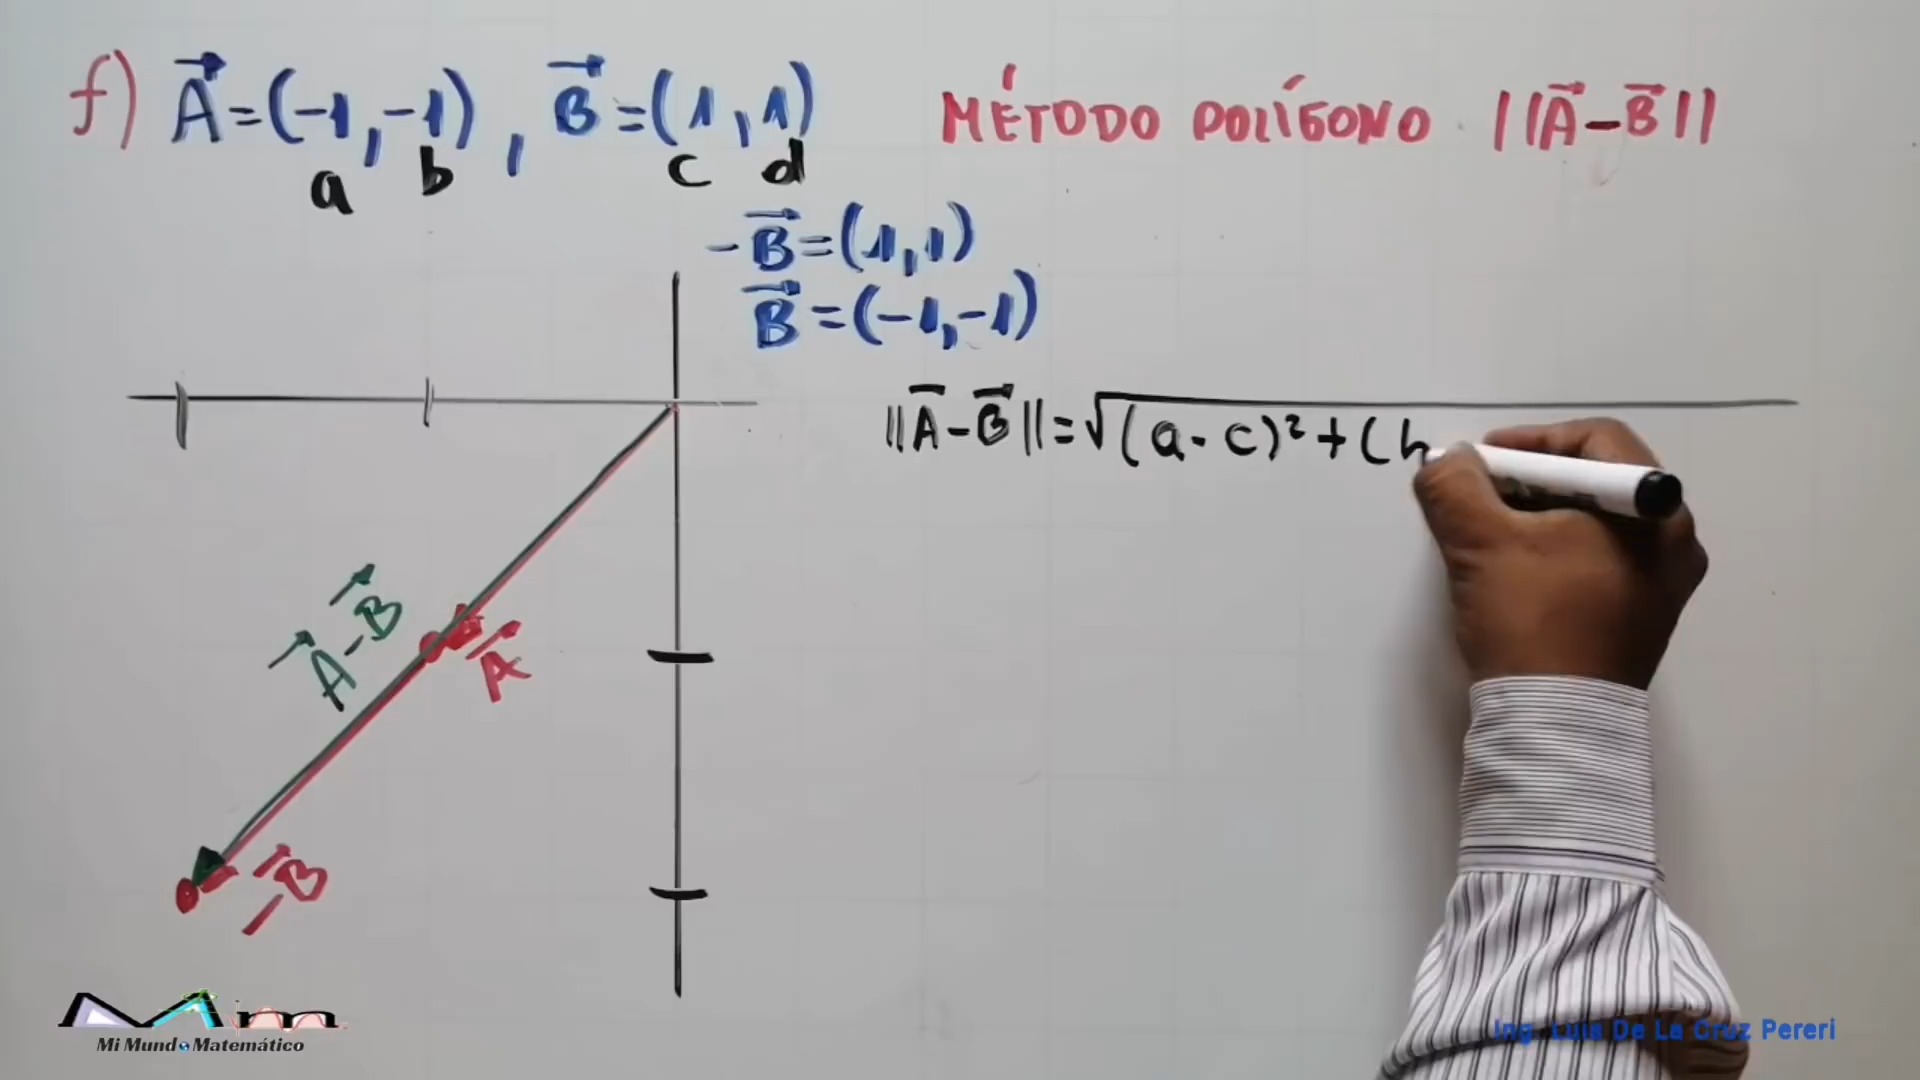 f) A⃗=(-1,-1), B⃗=(1,1) MÉTODO POLÍGONO ||A⃗-B⃗||
a b c d
-B⃗=(1,1)
B⃗=(-1,-1)
||A-B⃗||=√(a-c)²+(b
A⃗-B⃗
A⃗
-B⃗
Mim
Mi Mundo Matemático
Ing. Luis De La Cruz Pereri